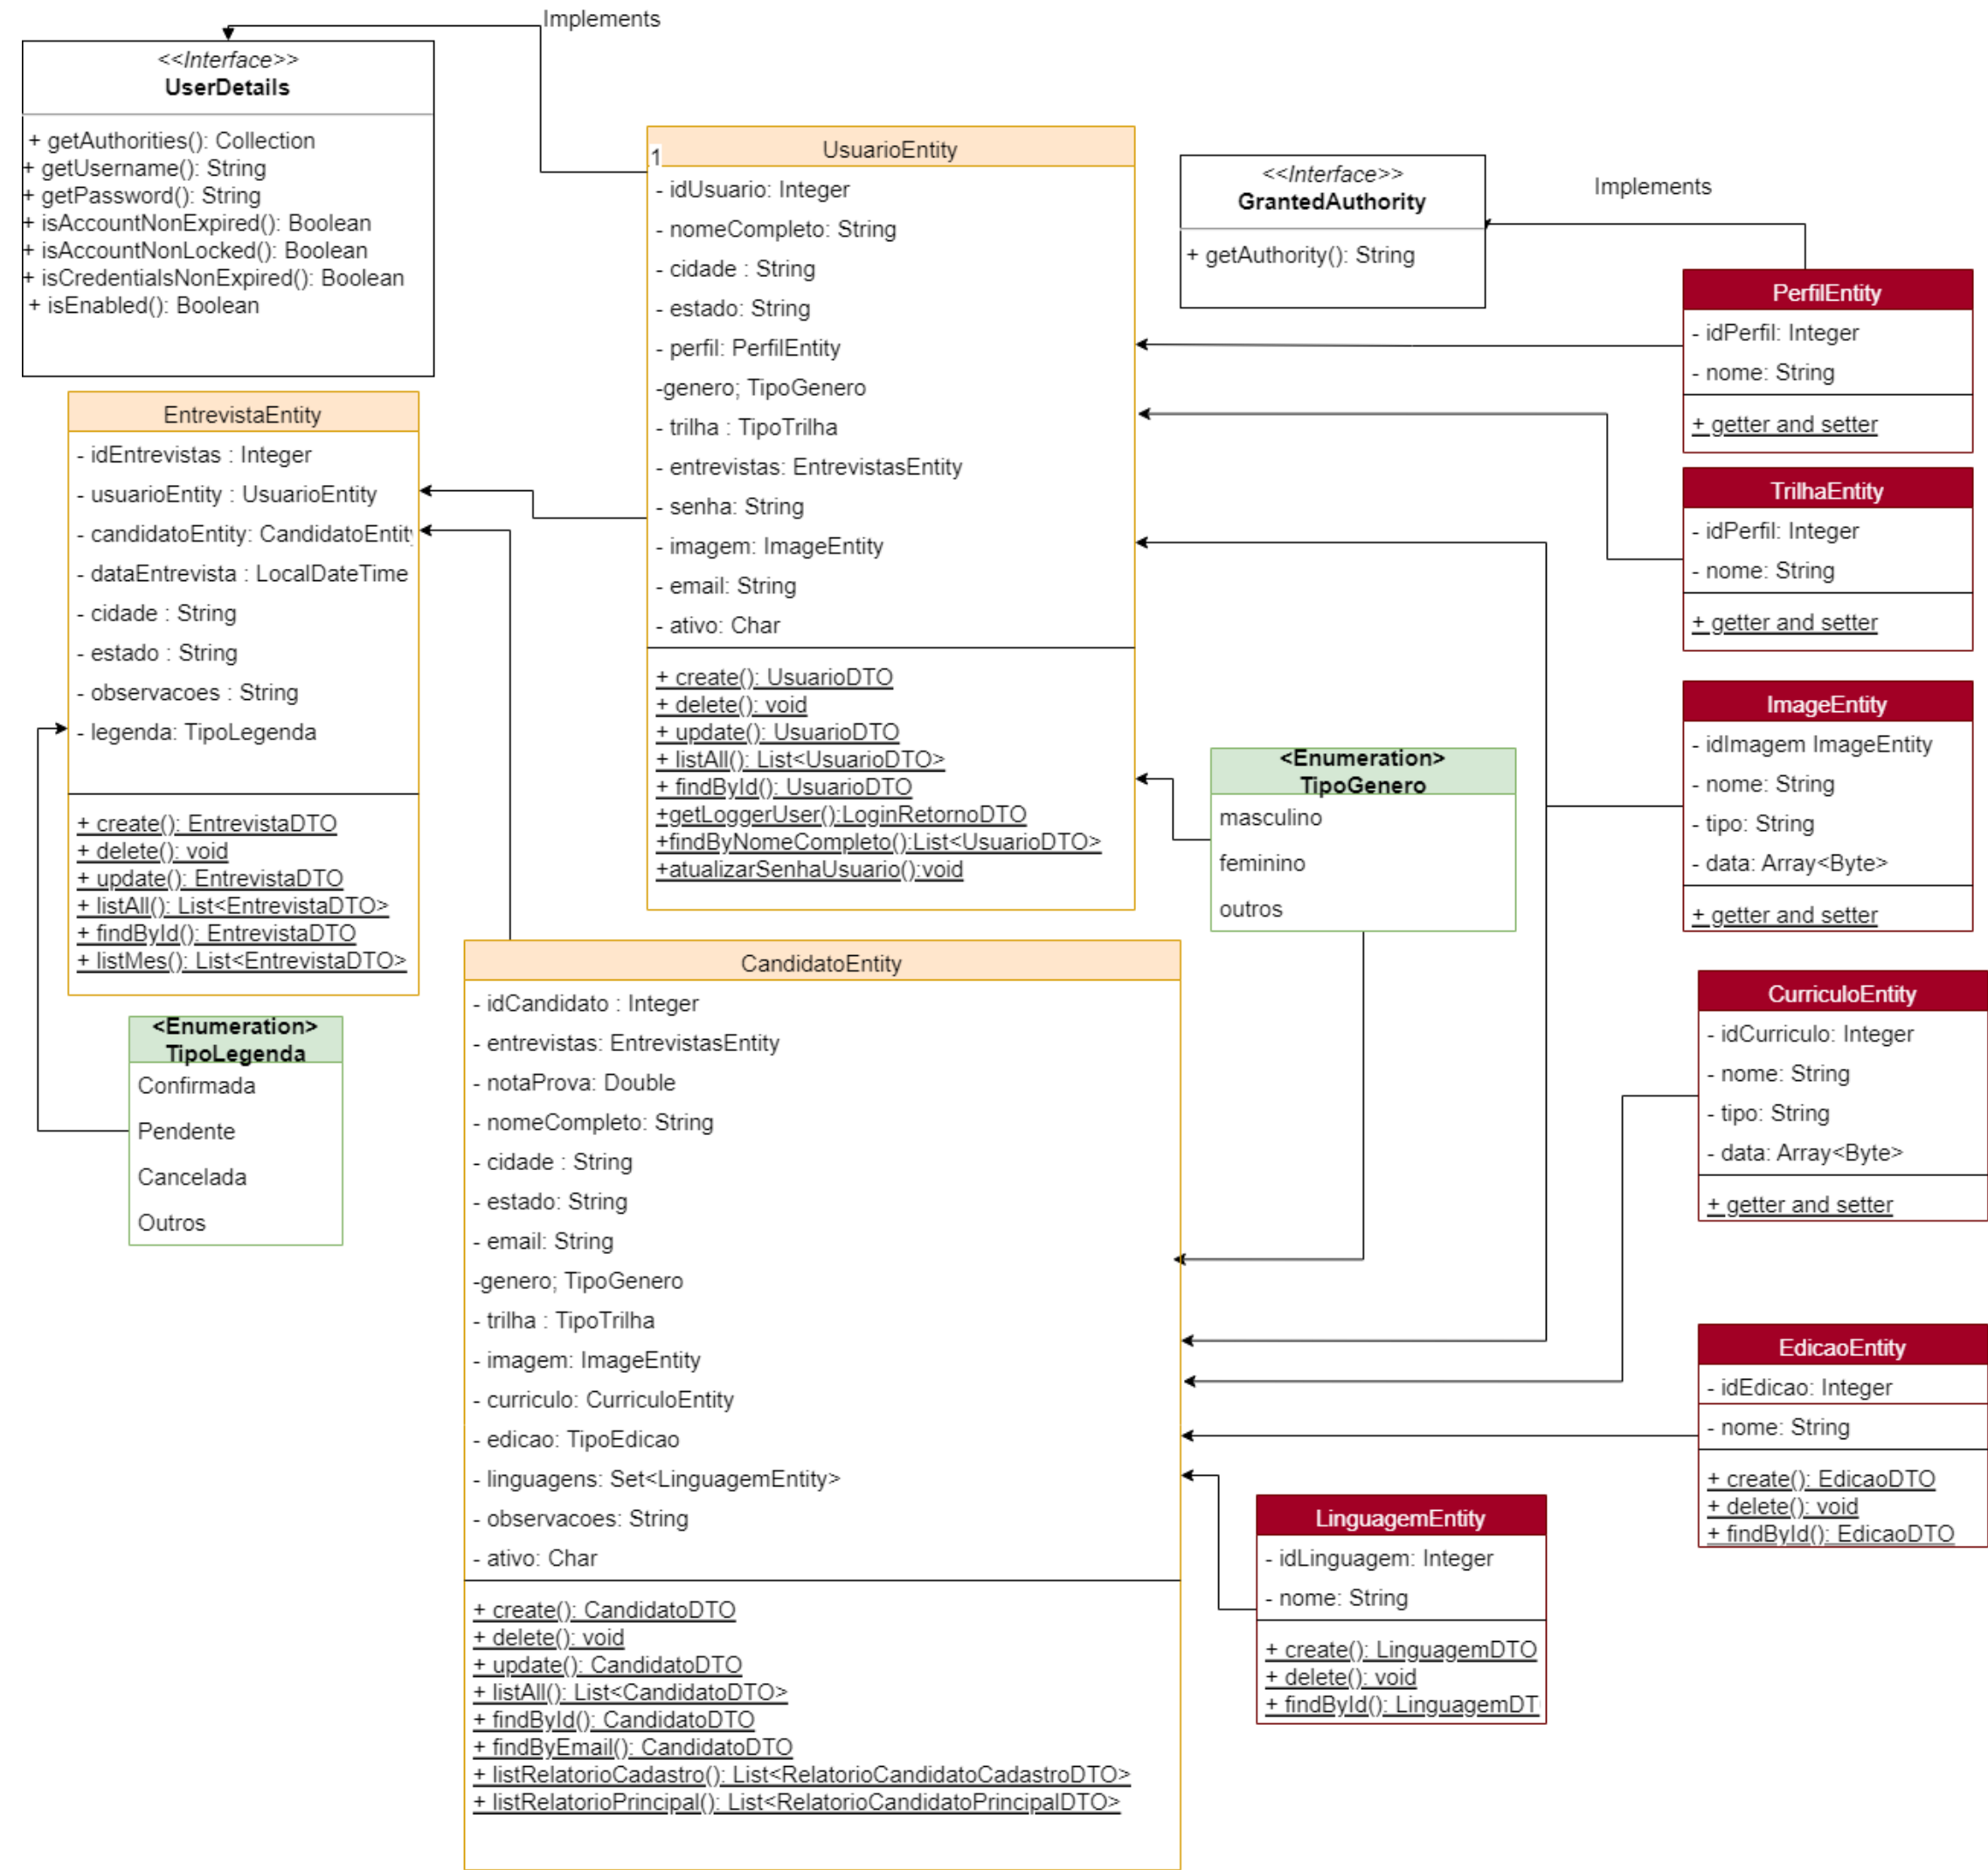 Implements
<<Interface>>
UserDetails
+ getAuthorities(): Collection
+ getUsername(): String
+ getPassword(): String
+ isAccountNonExpired(): Boolean
+ isAccountNonLocked(): Boolean
+ isCredentialsNonExpired(): Boolean
+ isEnabled(): Boolean
1
UsuarioEntity
- idUsuario: Integer
- nomeCompleto: String
- cidade : String
- estado: String
- perfil: PerfilEntity
-genero; TipoGenero
- trilha : TipoTrilha
- entrevistas: EntrevistasEntity
- senha: String
- imagem: ImageEntity
- email: String
- ativo: Char
+ create(): UsuarioDTO
+ delete(): void
+ update(): UsuarioDTO
+ listAll(): List<UsuarioDTO>
+ findById(): UsuarioDTO
+getLoggerUser():LoginRetornoDTO
+findByNomeCompleto():List<UsuarioDTO>
+atualizarSenhaUsuario():void
<<Interface>>
GrantedAuthority
+ getAuthority(): String
Implements
PerfilEntity
- idPerfil: Integer
- nome: String
+ getter and setter
TrilhaEntity
- idPerfil: Integer
- nome: String
+ getter and setter
ImageEntity
- idImagem ImageEntity
- nome: String
- tipo: String
- data: Array<Byte>
+ getter and setter
EntrevistaEntity
- idEntrevistas : Integer
- usuarioEntity : UsuarioEntity
- candidatoEntity: CandidatoEntity
- dataEntrevista : LocalDateTime
- cidade : String
- estado : String
- observacoes : String
- legenda: TipoLegenda
+ create(): EntrevistaDTO
+ delete(): void
+ update(): EntrevistaDTO
+ listAll(): List<EntrevistaDTO>
+ findById(): EntrevistaDTO
+ listMes(): List<EntrevistaDTO>
<Enumeration>
TipoGenero
masculino
feminino
outros
<Enumeration>
TipoLegenda
Confirmada
Pendente
Cancelada
Outros
CandidatoEntity
- idCandidato : Integer
- entrevistas: EntrevistasEntity
- notaProva: Double
- nomeCompleto: String
- cidade : String
- estado: String
- email: String
-genero; TipoGenero
- trilha : TipoTrilha
- imagem: ImageEntity
- curriculo: CurriculoEntity
- edicao: TipoEdicao
- linguagens: Set<LinguagemEntity>
- observacoes: String
- ativo: Char
+ create(): CandidatoDTO
+ delete(): void
+ update(): CandidatoDTO
+ listAll(): List<CandidatoDTO>
+ findById(): CandidatoDTO
+ findByEmail(): CandidatoDTO
+ listRelatorioCadastro(): List<RelatorioCandidatoCadastroDTO>
+ listRelatorioPrincipal(): List<RelatorioCandidatoPrincipalDTO>
CurriculoEntity
- idCurriculo: Integer
- nome: String
- tipo: String
- data: Array<Byte>
+ getter and setter
EdicaoEntity
- idEdicao: Integer
- nome: String
+ create(): EdicaoDTO
+ delete(): void
+ findById(): EdicaoDTO
LinguagemEntity
- idLinguagem: Integer
- nome: String
+ create(): LinguagemDTO
+ delete(): void
+ findById(): LinguagemDT